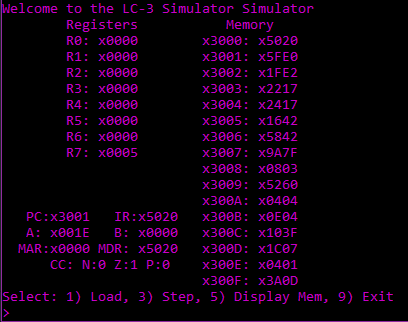 Welcome to the LC-3 Simulator Simulator
Registers Memory
R0: x0000 x3000: x5020
R1: x0000 x3001: x5FE0
R2: x0000 x3002: x1FE2
R3: x0000 x3003: x2217
R4: x0000 x3004: x2417
R5: x0000 x3005: x1642
R6: x0000 x3006: x5842
R7: x0005 x3007: x9A7F
x3008: x0803
x3009: x5260
x300A: x0404
PC:x3001 IR:x5020 x300B: x0E04
A: x001E B: x0000 x300C: x103F
MAR:x0000 MDR: x5020 x300D: x1C07
CC: N:0 Z:1 P:0 x300E: x0401
x300F: x3A0D
Select: 1) Load, 3) Step, 5) Display Mem, 9) Exit
>